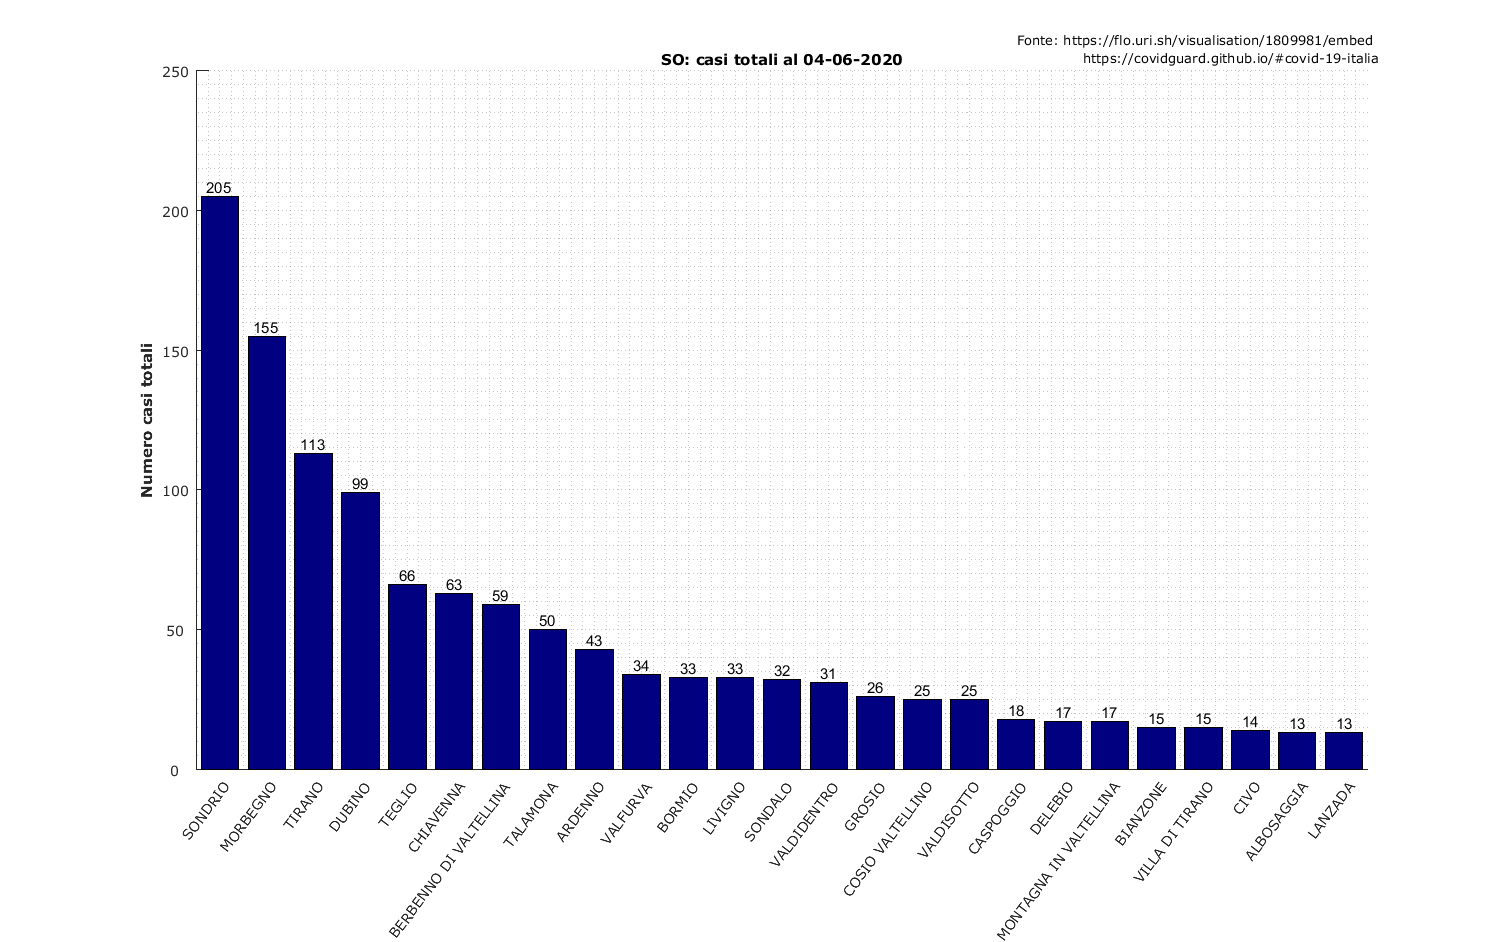 Fonte: https://flo.uri.sh/visualisation/1809981/embed
https://covidguard.github.io/#covid-19-italia
SO: casi totali al 04-06-2020
Numero casi totali
250
200
150
100
50
0
205
155
113
99
66
63
59
50
43
34
33
33
32
31
26
25
25
18
17
17
15
15
14
13
13
SONDRIO
MORBEGNO
TIRANO
DUBINO
TEGLIO
CHIAVENNA
BERBENNO DI VALTELLINA
TALAMONA
ARDENNO
VALFURVA
BORMIO
LIVIGNO
SONDALO
VALDIDENTRO
GROSIO
COSIO VALTELLINO
VALDISOTTO
CASPOGGIO
DELEBIO
MONTAGNA IN VALTELLINA
BIANZONE
VILLA DI TIRANO
CIVO
ALBOSAGGIA
LANZADA